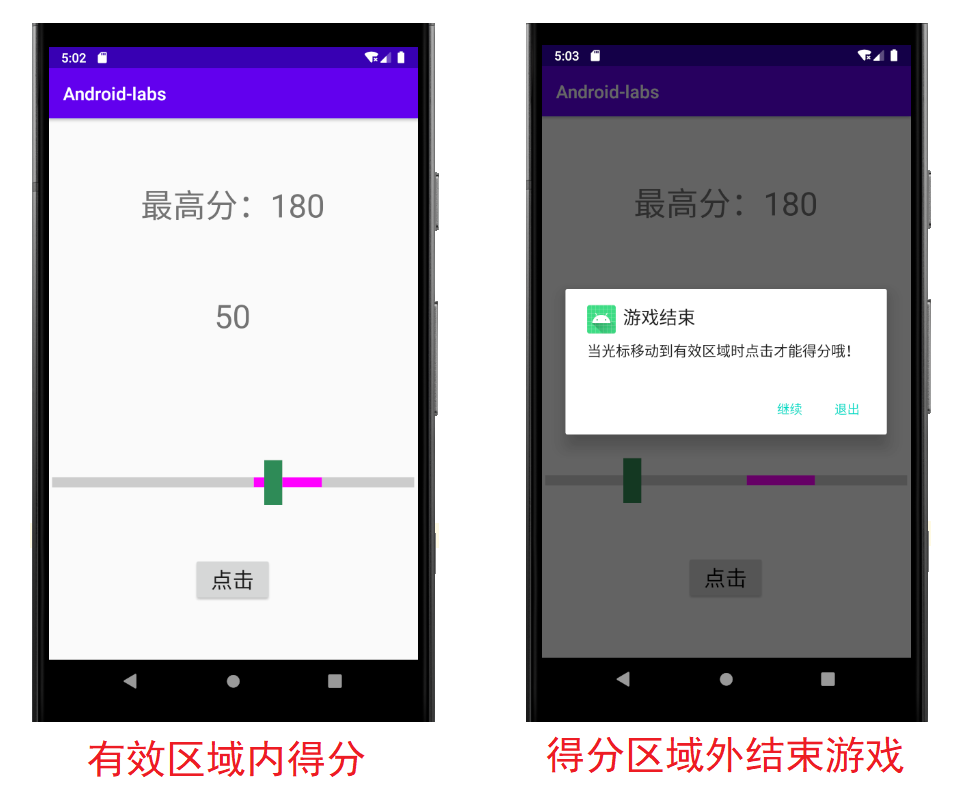 5:02
Android-labs
最高分：180
50
点击
有效区域内得分
5:03
Android-labs
最高分：180
游戏结束
当光标移动到有效区域时点击才能得分哦！
继续 退出
点击
得分区域外结束游戏